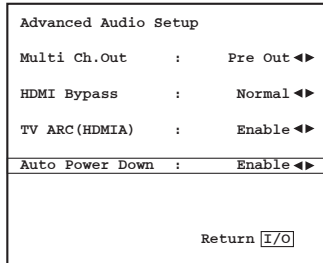 Advanced Audio Setup
Multi Ch.Out : Pre Out ◄►
HDMI Bypass : Normal ◄►
TV ARC(HDMIA) : Enable ◄►
Auto Power Down : Enable ◄►
Return I/O